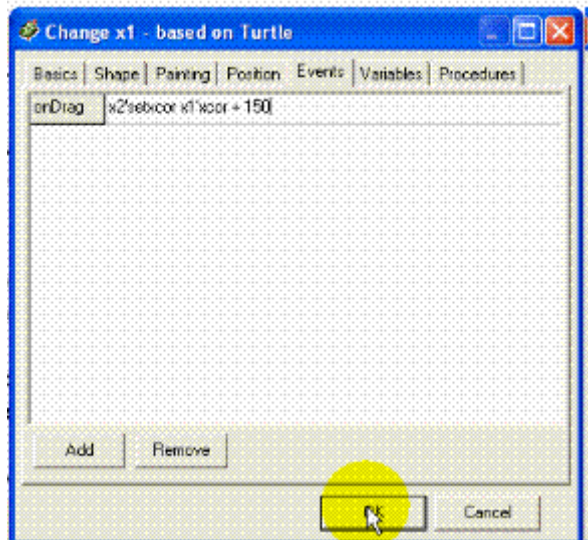 Change x1 - based on Turtle
Basics Shape Painting Position Events Variables Procedures
onDrag x2'setxcor x1'xcor + 150
Add Remove
OK Cancel